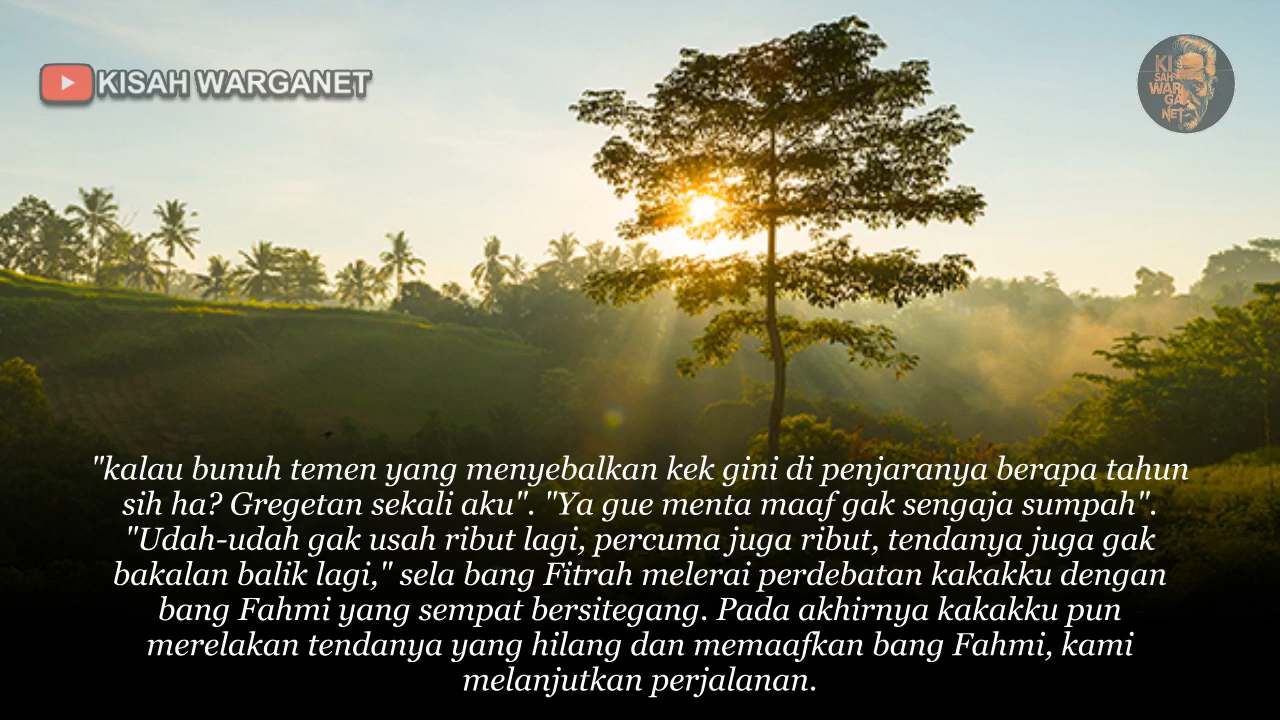 KISAH WARGANET
KI
SAH
WAR
GA
NET
"kalau bunuh temen yang menyebalkan kek gini di penjaranya berapa tahun
sih ha? Gregetan sekali aku". "Ya gue menta maaf gak sengaja sumpah".
"Udah-udah gak usah ribut lagi, percuma juga ribut, tendanya juga gak
bakalan balik lagi," sela bang Fitrah melerai perdebatan kakakku dengan
bang Fahmi yang sempat bersitegang. Pada akhirnya kakakku pun
merelakan tendanya yang hilang dan memaafkan bang Fahmi, kami
melanjutkan perjalanan.